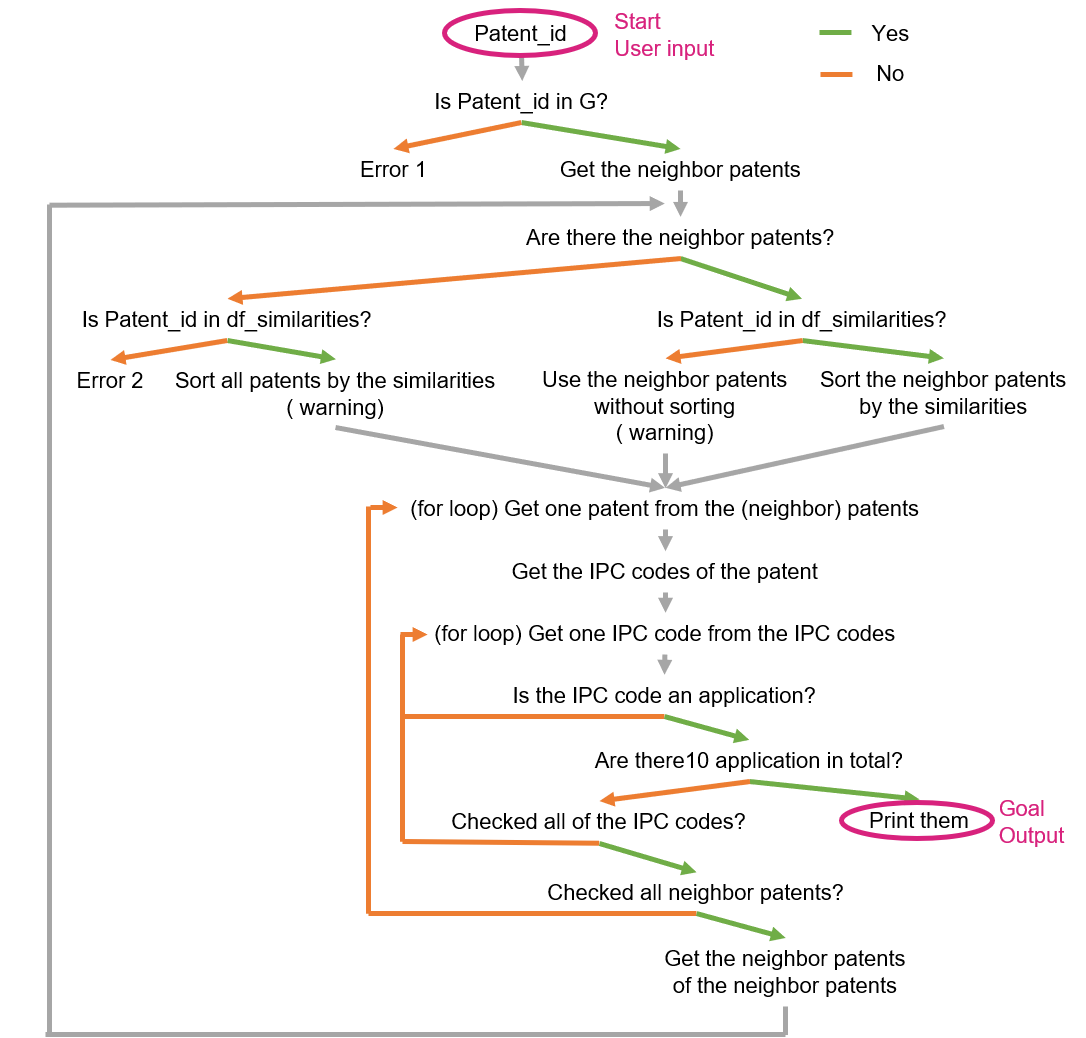 Patent_id
Start
User input
Yes
No
Is Patent_id in G?
Error 1
Get the neighbor patents
Are there the neighbor patents?
Is Patent_id in df_similarities?
Is Patent_id in df_similarities?
Error 2
Sort all patents by the similarities
( warning)
Use the neighbor patents
without sorting
( warning)
Sort the neighbor patents
by the similarities
(for loop) Get one patent from the (neighbor) patents
Get the IPC codes of the patent
(for loop) Get one IPC code from the IPC codes
Is the IPC code an application?
Are there10 application in total?
Checked all of the IPC codes?
Print them
Goal
Output
Checked all neighbor patents?
Get the neighbor patents
of the neighbor patents